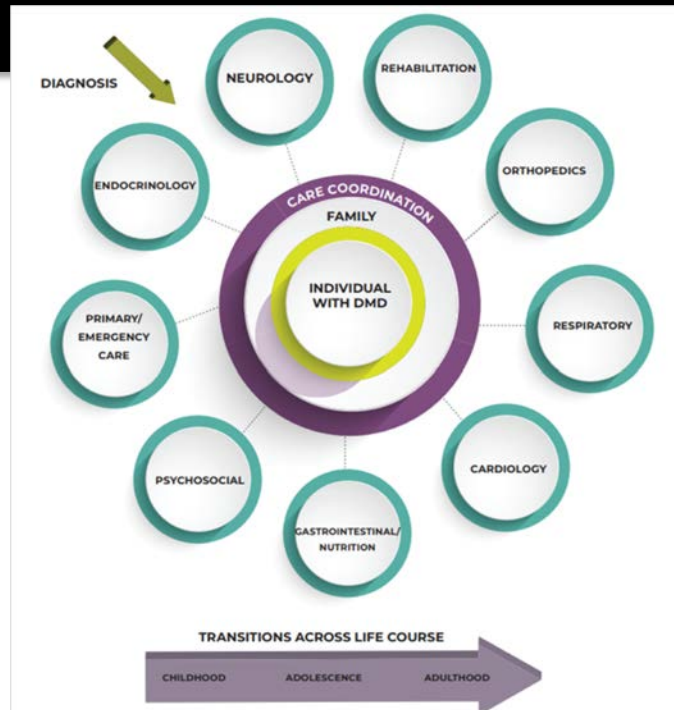 DIAGNOSIS
NEUROLOGY
REHABILITATION
ORTHOPEDICS
RESPIRATORY
CARDIOLOGY
GASTROINTESTINAL/
NUTRITION
PSYCHOSOCIAL
PRIMARY/
EMERGENCY
CARE
ENDOCRINOLOGY
CARE COORDINATION
FAMILY
INDIVIDUAL
WITH DMD
TRANSITIONS ACROSS LIFE COURSE
CHILDHOOD ADOLESCENCE ADULTHOOD